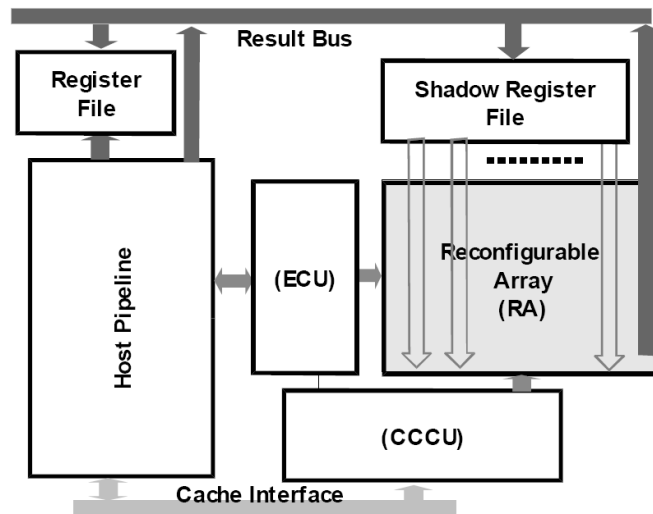 Result Bus
Register
File
Shadow Register
File
Host Pipeline
(ECU)
Reconfigurable
Array
(RA)
(CCCU)
Cache Interface